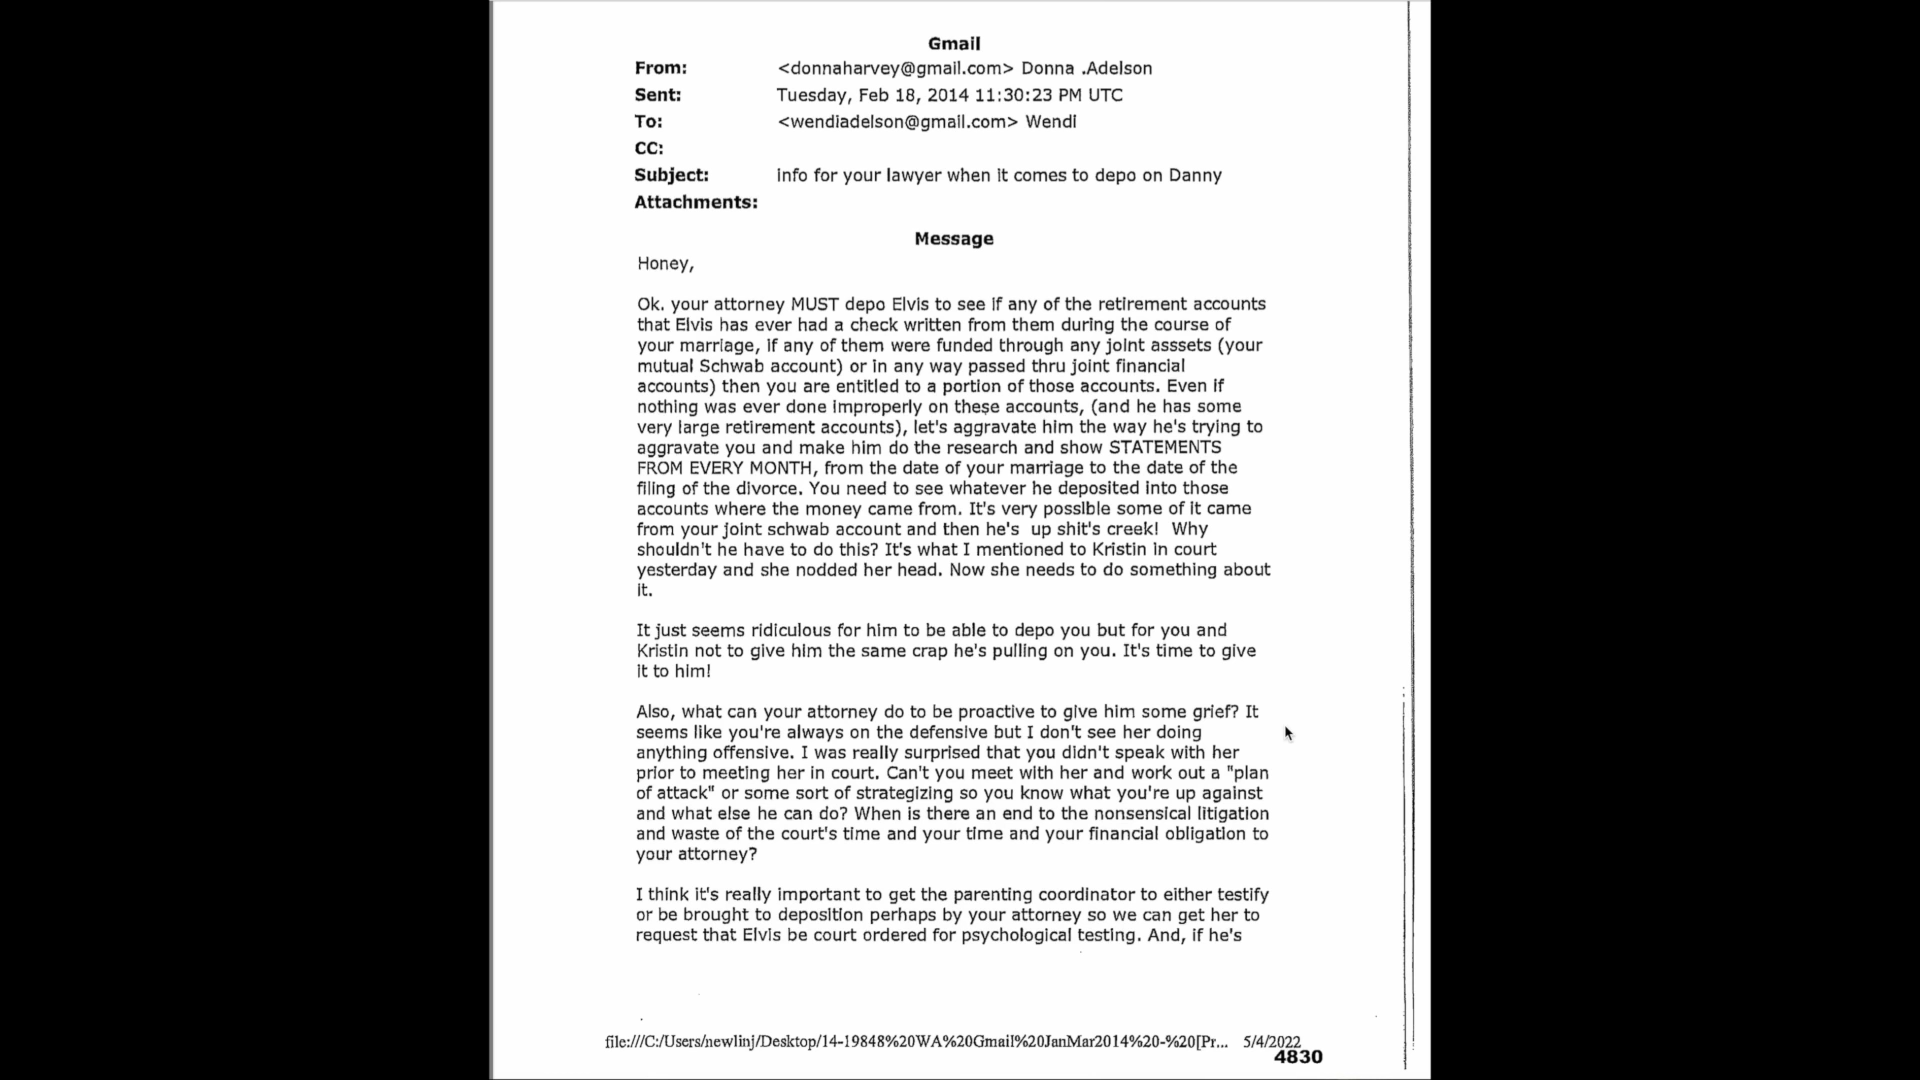 Gmail
From: <donnaharvey@gmail.com> Donna .Adelson
Sent: Tuesday, Feb 18, 2014 11:30:23 PM UTC
To: <wendiadelson@gmail.com> Wendi
CC:
Subject: info for your lawyer when it comes to depo on Danny
Attachments:
Message
Honey,
Ok. your attorney MUST depo Elvis to see if any of the retirement accounts
that Elvis has ever had a check written from them during the course of
your marriage, if any of them were funded through any joint asssets (your
mutual Schwab account) or in any way passed thru joint financial
accounts) then you are entitled to a portion of those accounts. Even if
nothing was ever done improperly on these accounts, (and he has some
very large retirement accounts), let's aggravate him the way he's trying to
aggravate you and make him do the research and show STATEMENTS
FROM EVERY MONTH, from the date of your marriage to the date of the
filing of the divorce. You need to see whatever he deposited into those
accounts where the money came from. It's very possible some of it came
from your joint schwab account and then he's  up shit's creek!  Why
shouldn't he have to do this? It's what I mentioned to Kristin in court
yesterday and she nodded her head. Now she needs to do something about
it.
It just seems ridiculous for him to be able to depo you but for you and
Kristin not to give him the same crap he's pulling on you. It's time to give
it to him!
Also, what can your attorney do to be proactive to give him some grief? It
seems like you're always on the defensive but I don't see her doing
anything offensive. I was really surprised that you didn't speak with her
prior to meeting her in court. Can't you meet with her and work out a "plan
of attack" or some sort of strategizing so you know what you're up against
and what else he can do? When is there an end to the nonsensical litigation
and waste of the court's time and your time and your financial obligation to
your attorney?
I think it's really important to get the parenting coordinator to either testify
or be brought to deposition perhaps by your attorney so we can get her to
request that Elvis be court ordered for psychological testing. And, if he's
file:///C:/Users/newlinj/Desktop/14-19848%20WA%20Gmail%20JanMar2014%20-%20[Pr... 5/4/2022
4830